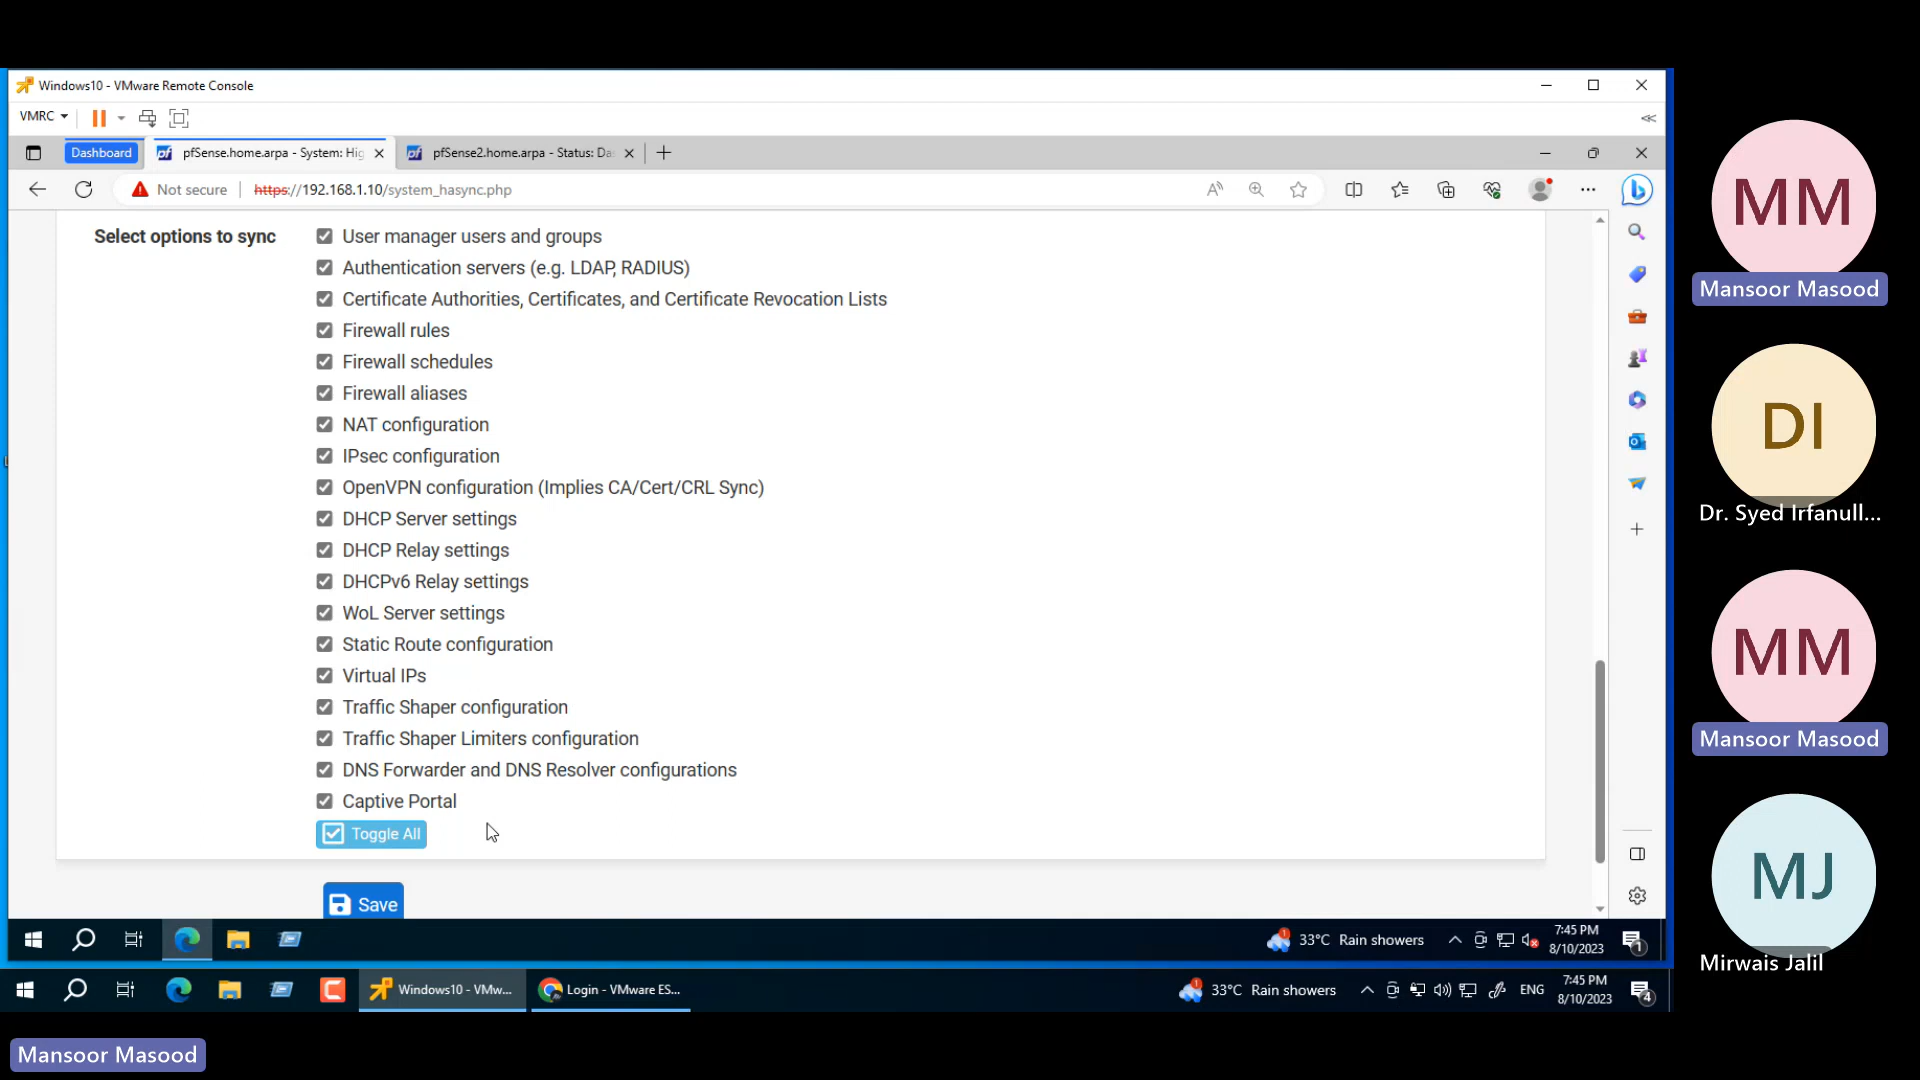 Windows10 - VMware Remote Console
VMRC
Dashboard
pfSense.home.arpa - System: Hig
pfSense2.home.arpa - Status: Da
Not secure
https://192.168.1.10/system_hasync.php
Select options to sync
User manager users and groups
Authentication servers (e.g. LDAP, RADIUS)
Certificate Authorities, Certificates, and Certificate Revocation Lists
Firewall rules
Firewall schedules
Firewall aliases
NAT configuration
IPsec configuration
OpenVPN configuration (Implies CA/Cert/CRL Sync)
DHCP Server settings
DHCP Relay settings
DHCPv6 Relay settings
WoL Server settings
Static Route configuration
Virtual IPs
Traffic Shaper configuration
Traffic Shaper Limiters configuration
DNS Forwarder and DNS Resolver configurations
Captive Portal
Toggle All
Save
33°C Rain showers
7:45 PM
8/10/2023
1
Windows10 - VMw...
Login - VMware ES...
33°C Rain showers
ENG
7:45 PM
8/10/2023
4
MM
Mansoor Masood
DI
Dr. Syed Irfanull...
MM
Mansoor Masood
MJ
Mirwais Jalil
Mansoor Masood